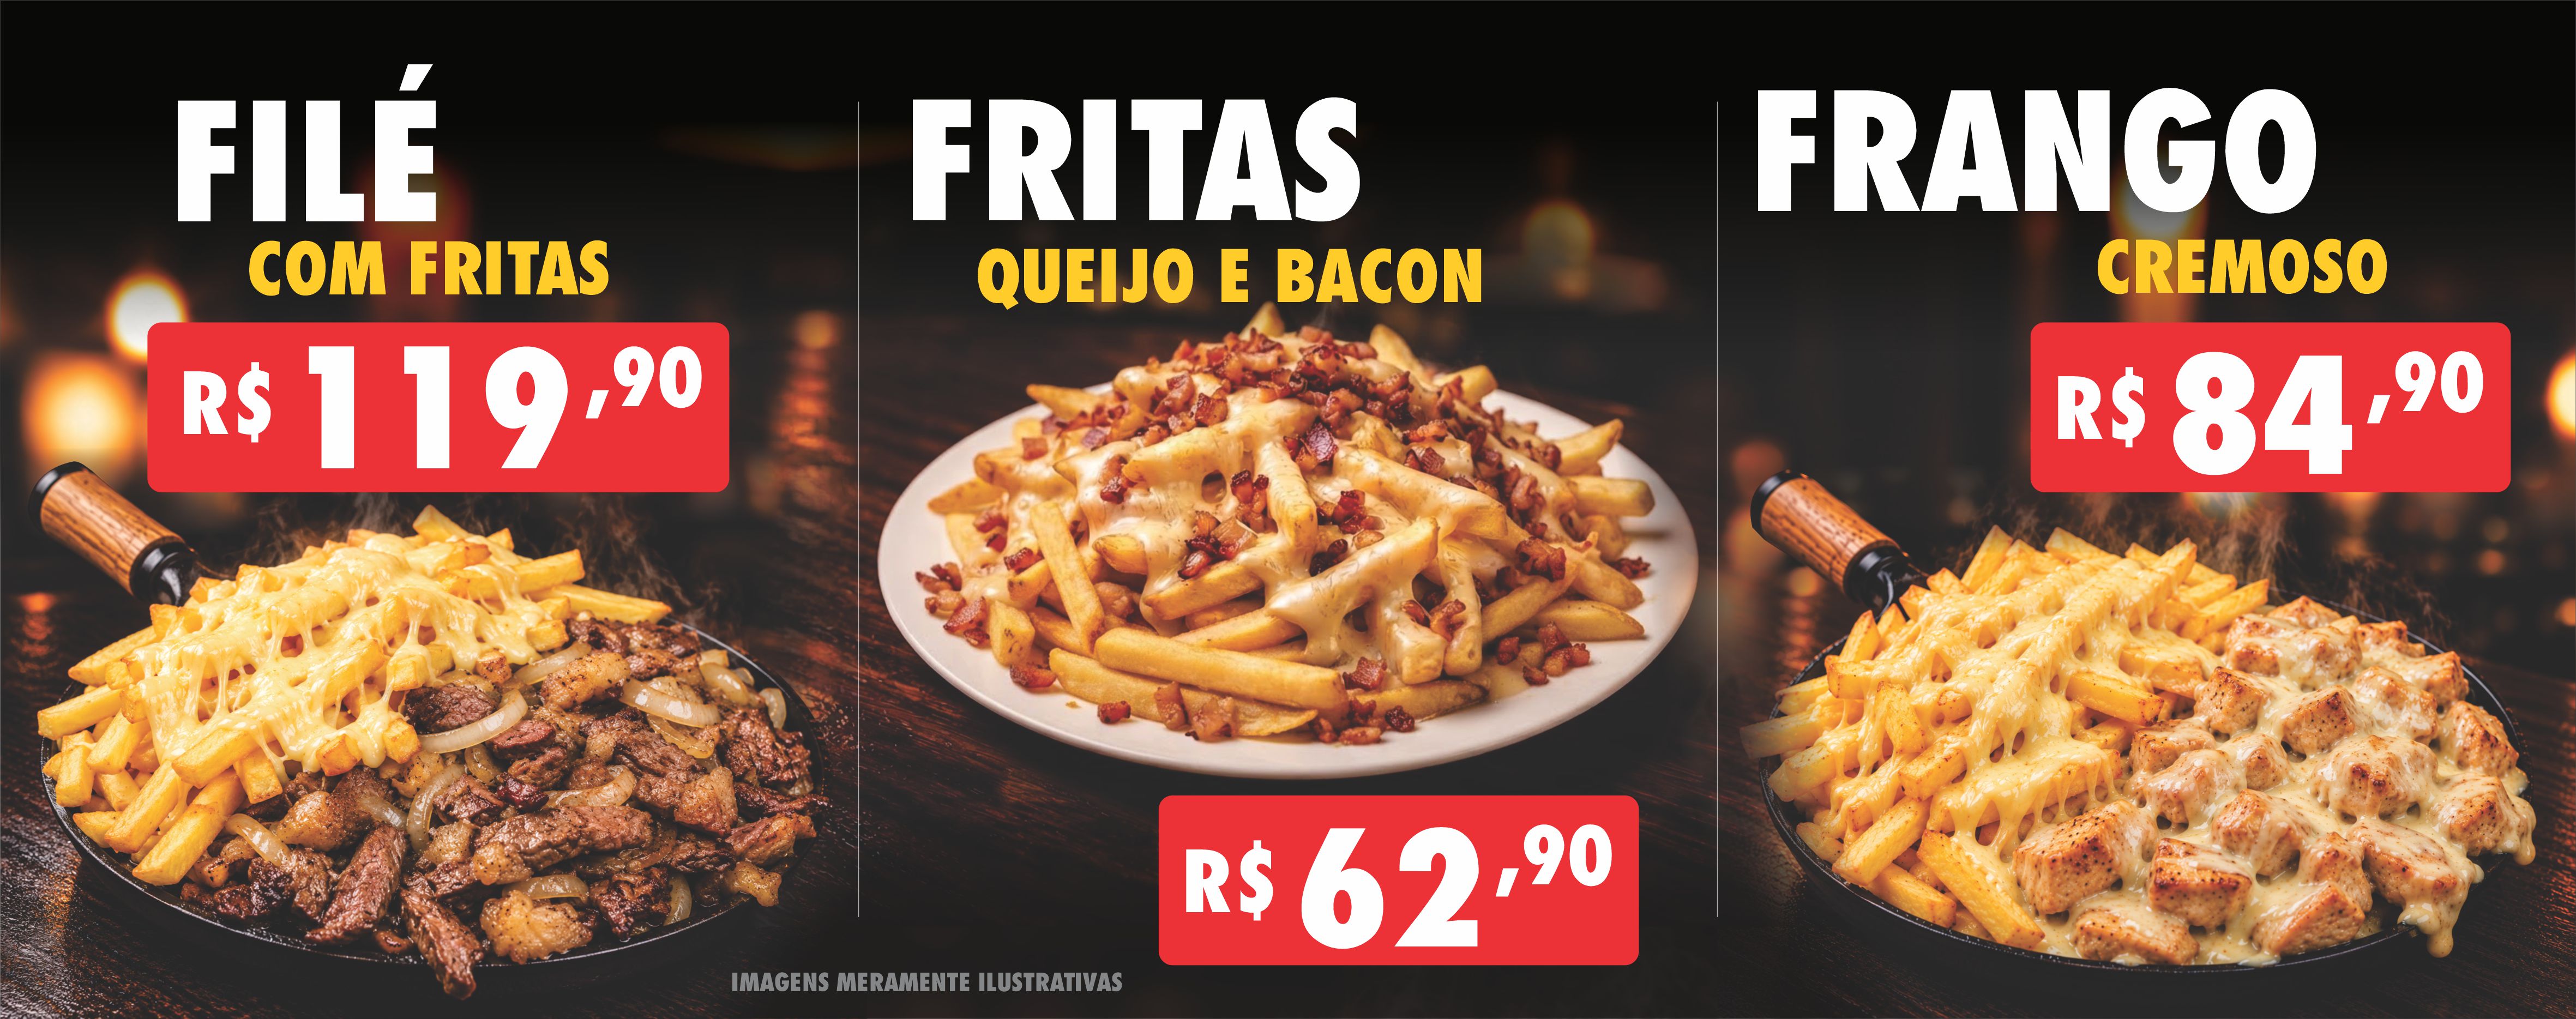 FILÉ
COM FRITAS
R$ 119,90
FRITAS
QUEIJO E BACON
R$ 62,90
FRANGO
CREMOSO
R$ 84,90
IMAGENS MERAMENTE ILUSTRATIVAS